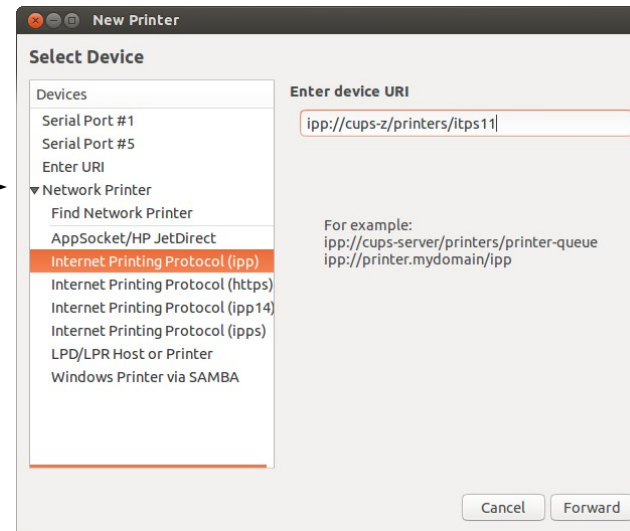 New Printer
Select Device
Devices
Serial Port #1
Serial Port #5
Enter URI
Network Printer
Find Network Printer
AppSocket/HP JetDirect
Internet Printing Protocol (ipp)
Internet Printing Protocol (https)
Internet Printing Protocol (ipp14)
Internet Printing Protocol (ipps)
LPD/LPR Host or Printer
Windows Printer via SAMBA
Enter device URI
ipp://cups-z/printers/itps11
For example:
ipp://cups-server/printers/printer-queue
ipp://printer.mydomain/ipp
Cancel
Forward